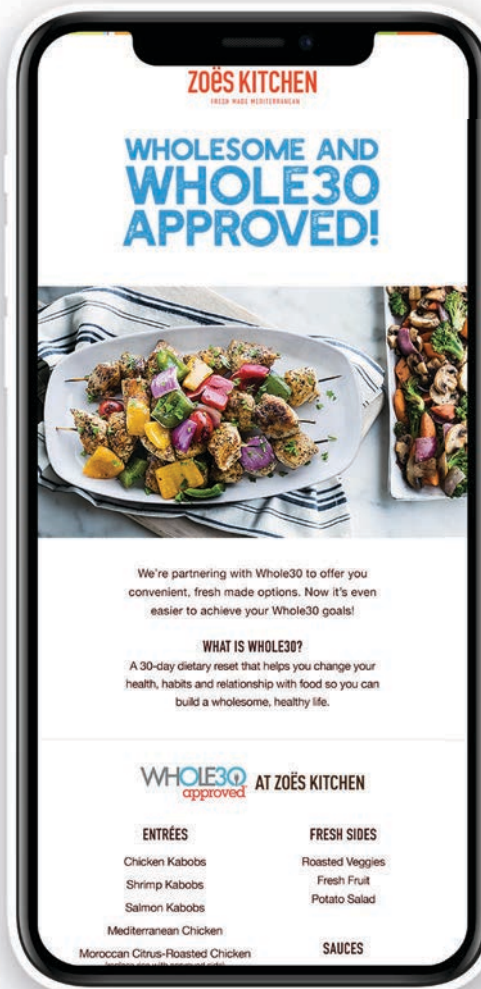 ZOËS KITCHEN
FRESH MADE MEDITERRANEAN
WHOLESOME AND
WHOLE30
APPROVED!
We're partnering with Whole30 to offer you
convenient, fresh made options. Now it's even
easier to achieve your Whole30 goals!
WHAT IS WHOLE30?
A 30-day dietary reset that helps you change your
health, habits and relationship with food so you can
build a wholesome, healthy life.
WHOLE30
approved
AT ZOËS KITCHEN
ENTRÉES
Chicken Kabobs
Shrimp Kabobs
Salmon Kabobs
Mediterranean Chicken
Moroccan Citrus-Roasted Chicken
FRESH SIDES
Roasted Veggies
Fresh Fruit
Potato Salad
SAUCES